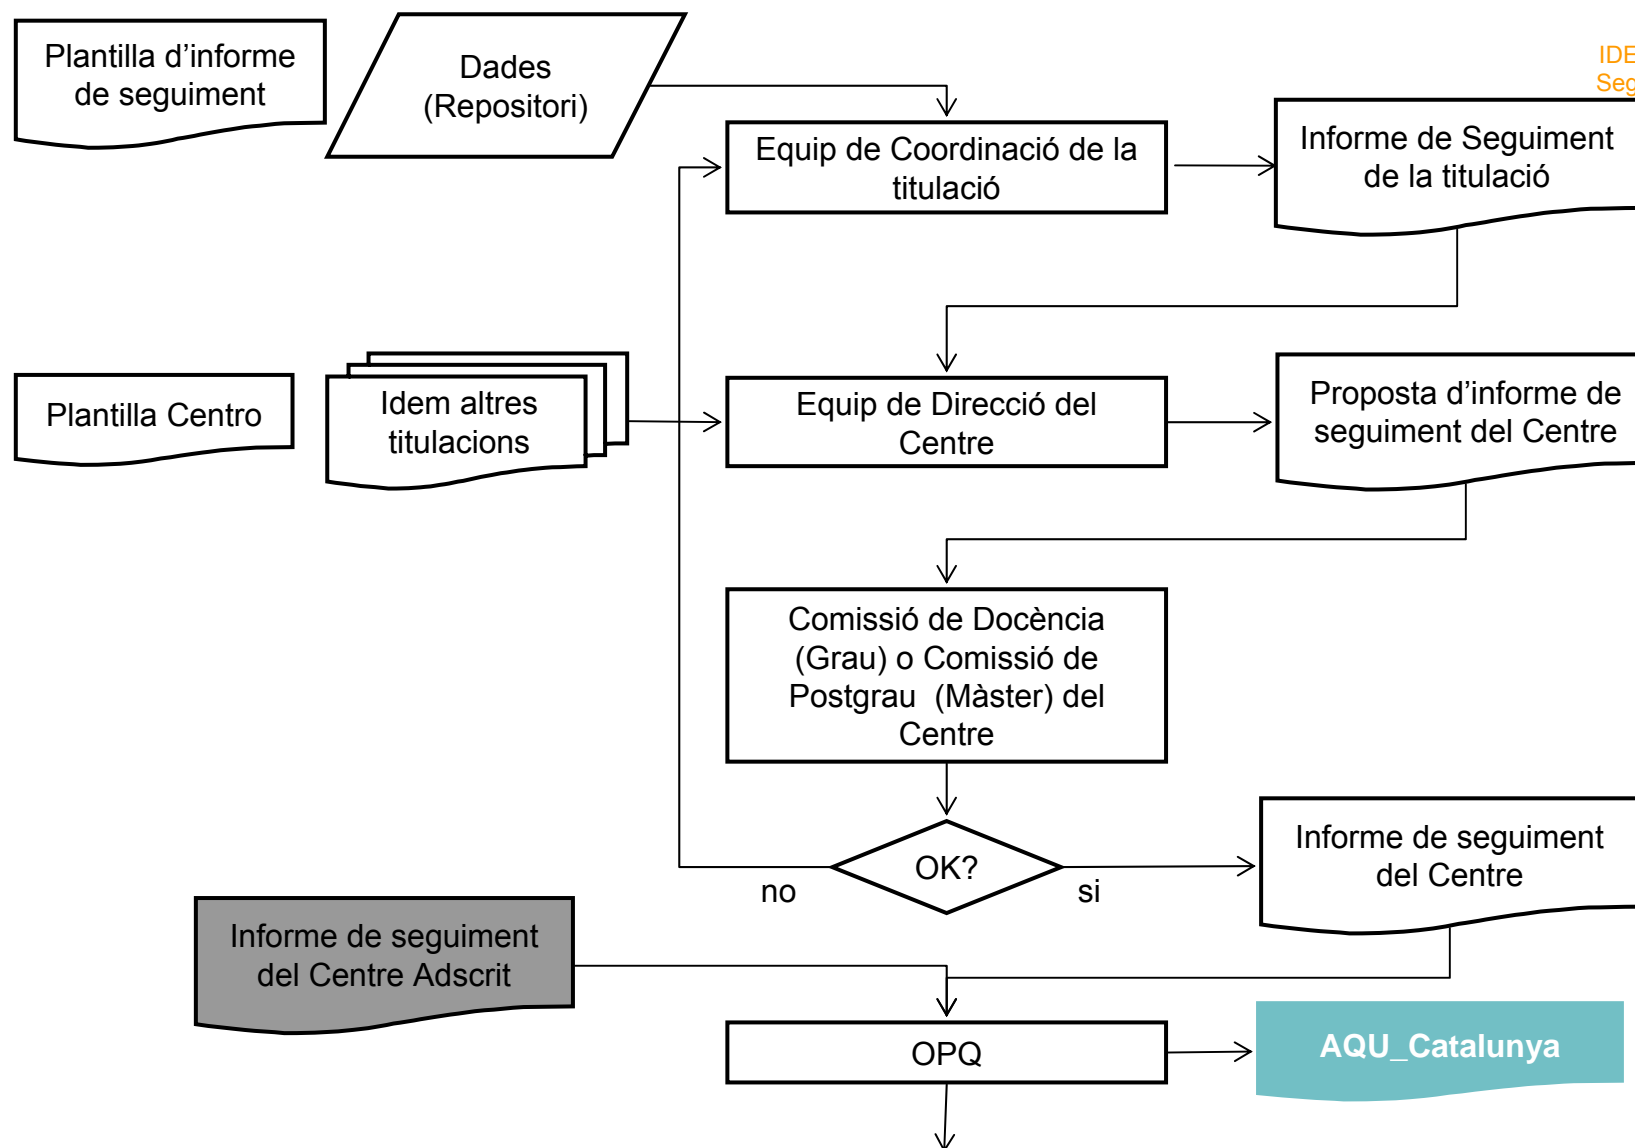 Plantilla d’informe
de seguiment
Dades
(Repositori)
IDE
Seg
Equip de Coordinació de la
titulació
Informe de Seguiment
de la titulació
Plantilla Centro
Idem altres
titulacions
Equip de Direcció del
Centre
Proposta d’informe de
seguiment del Centre
Comissió de Docència
(Grau) o Comissió de
Postgrau  (Màster) del
Centre
OK?
no
si
Informe de seguiment
del Centre
Informe de seguiment
del Centre Adscrit
OPQ
AQU_Catalunya